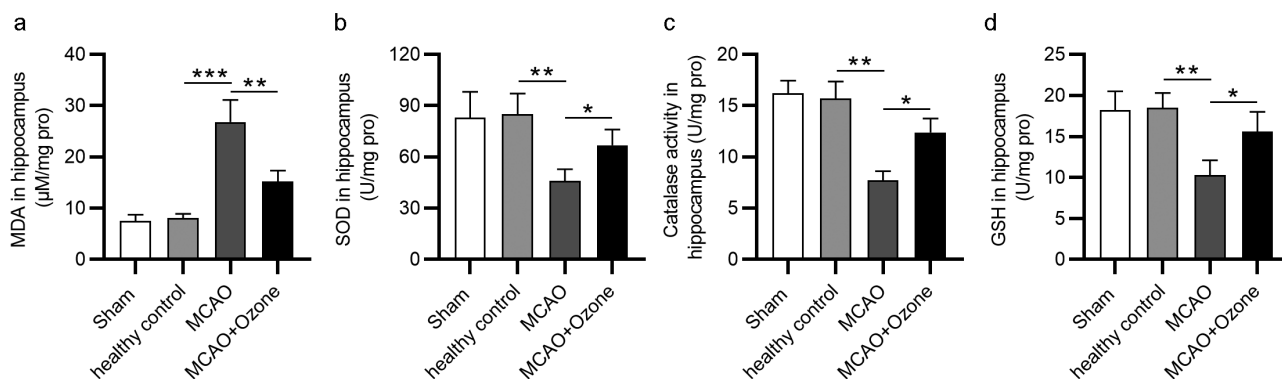 a
MDA in hippocampus
(μM/mg pro)
40
30
20
10
0
***
**
Sham
healthy control
MCAO
MCAO+Ozone
b
SOD in hippocampus
(U/mg pro)
120
90
60
30
0
**
*
Sham
healthy control
MCAO
MCAO+Ozone
c
Catalase activity in
hippocampus (U/mg pro)
20
15
10
5
0
**
*
Sham
healthy control
MCAO
MCAO+Ozone
d
GSH in hippocampus
(U/mg pro)
25
20
15
10
5
0
**
*
Sham
healthy control
MCAO
MCAO+Ozone